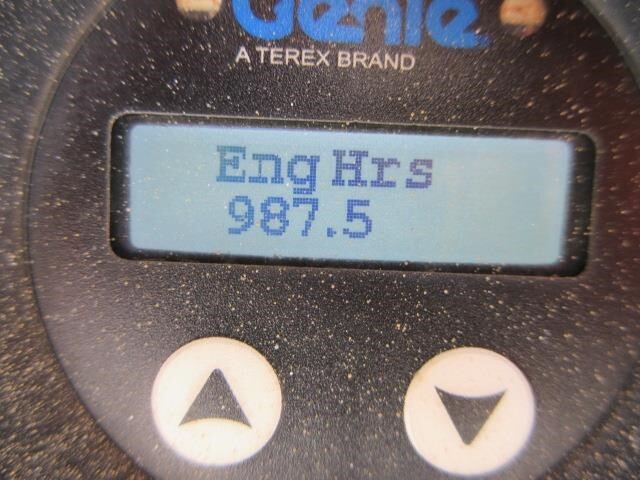 Genie
A TEREX BRAND
Eng Hrs
987.5